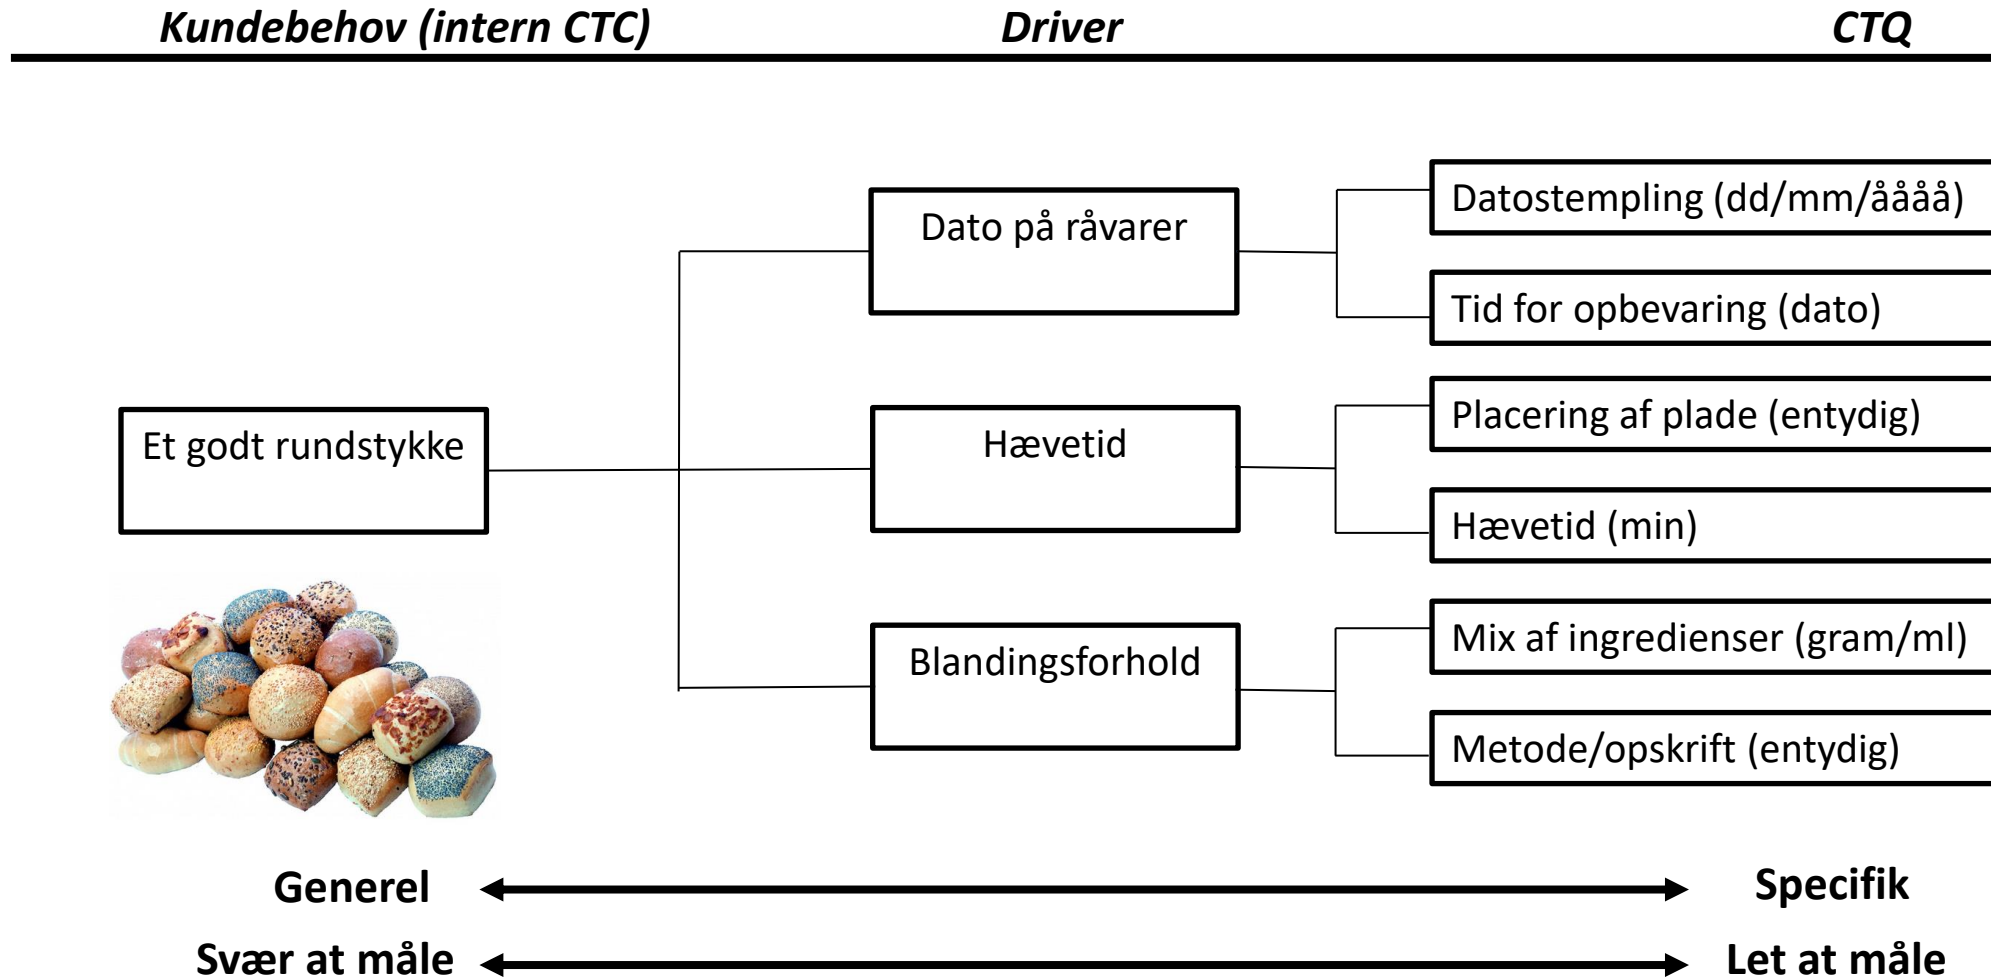 Kundebehov (intern CTC)
Driver
CTQ
Et godt rundstykke
Dato på råvarer
Hævetid
Blandingsforhold
Datostempling (dd/mm/åååå)
Tid for opbevaring (dato)
Placering af plade (entydig)
Hævetid (min)
Mix af ingredienser (gram/ml)
Metode/opskrift (entydig)
Generel
Specifik
Svær at måle
Let at måle